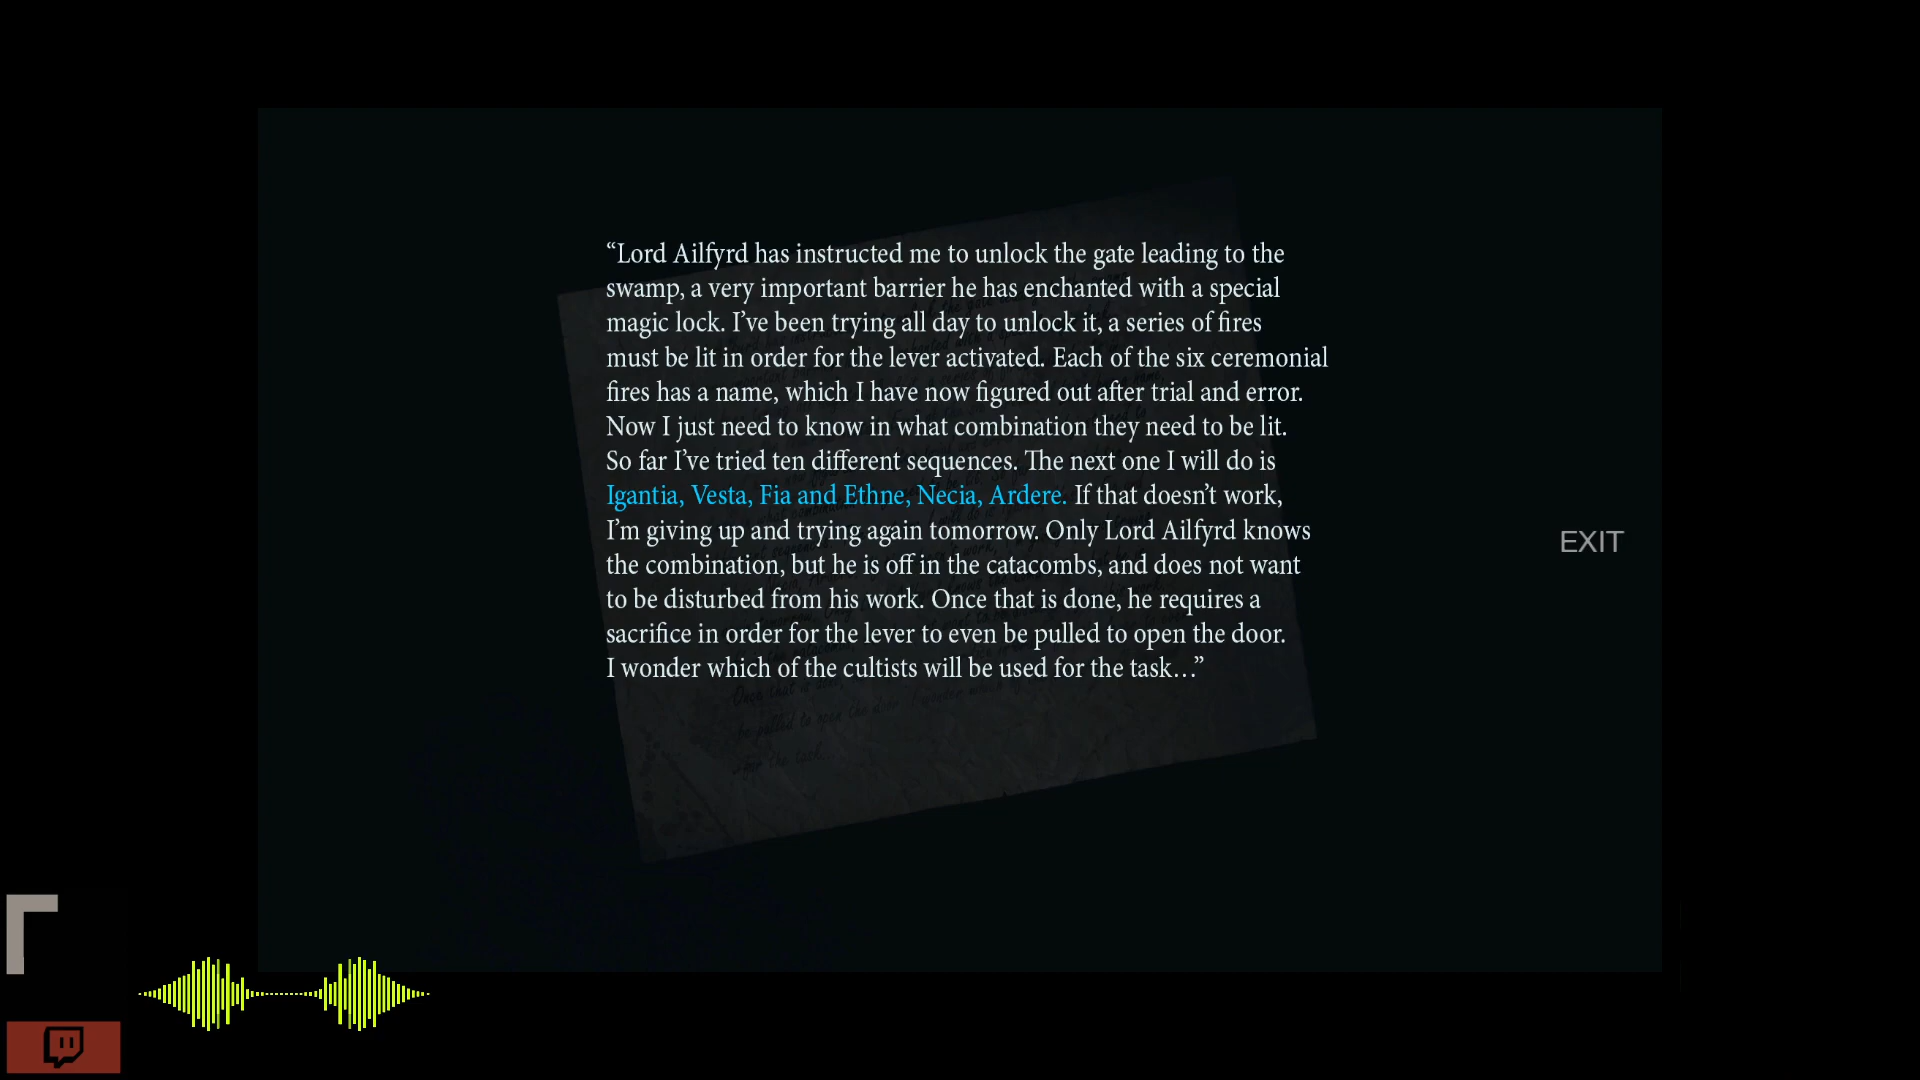 “Lord Ailfyrd has instructed me to unlock the gate leading to the
swamp, a very important barrier he has enchanted with a special
magic lock. I’ve been trying all day to unlock it, a series of fires
must be lit in order for the lever activated. Each of the six ceremonial
fires has a name, which I have now figured out after trial and error.
Now I just need to know in what combination they need to be lit.
So far I’ve tried ten different sequences. The next one I will do is
Igantia, Vesta, Fia and Ethne, Necia, Ardere. If that doesn’t work,
I’m giving up and trying again tomorrow. Only Lord Ailfyrd knows
the combination, but he is off in the catacombs, and does not want
to be disturbed from his work. Once that is done, he requires a
sacrifice in order for the lever to even be pulled to open the door.
I wonder which of the cultists will be used for the task…”
EXIT